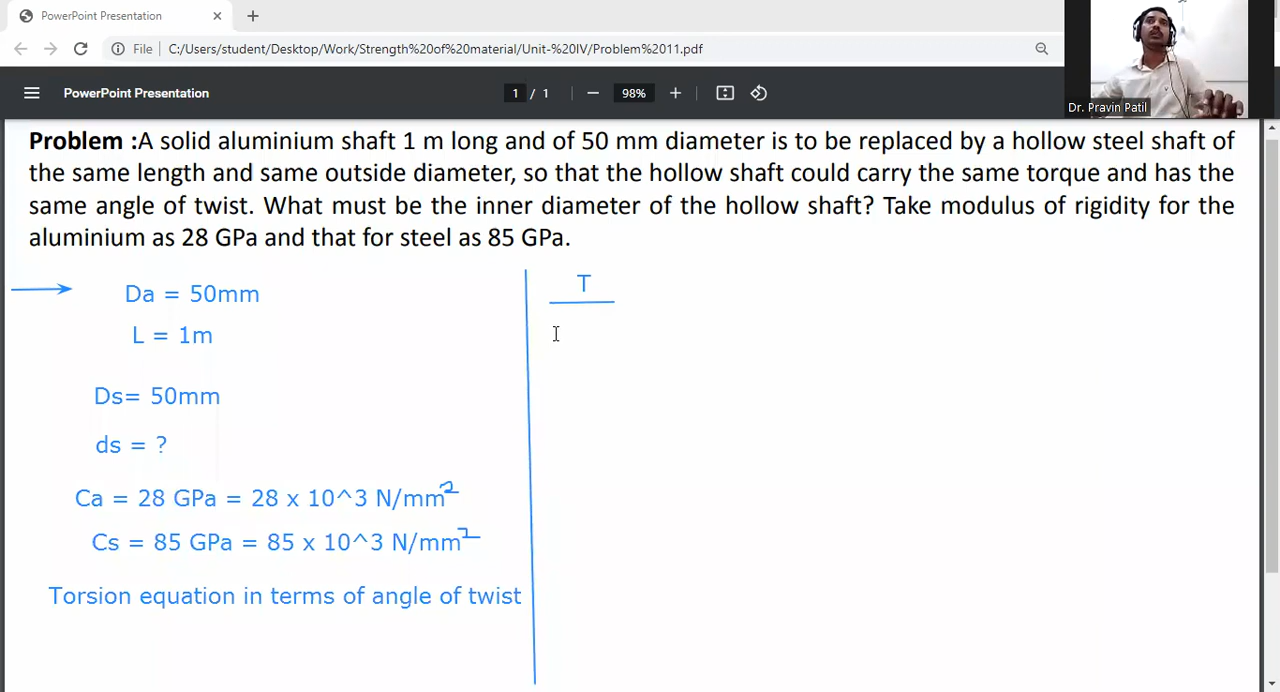 PowerPoint Presentation
File
C:/Users/student/Desktop/Work/Strength%20of%20material/Unit-%20IV/Problem%2011.pdf
PowerPoint Presentation
1 / 1
98%
Dr. Pravin Patil
Problem :A solid aluminium shaft 1 m long and of 50 mm diameter is to be replaced by a hollow steel shaft of
the same length and same outside diameter, so that the hollow shaft could carry the same torque and has the
same angle of twist. What must be the inner diameter of the hollow shaft? Take modulus of rigidity for the
aluminium as 28 GPa and that for steel as 85 GPa.
Da = 50mm
L = 1m
Ds= 50mm
ds = ?
Ca = 28 GPa = 28 x 10^3 N/mm2
Cs = 85 GPa = 85 x 10^3 N/mm2
Torsion equation in terms of angle of twist
T